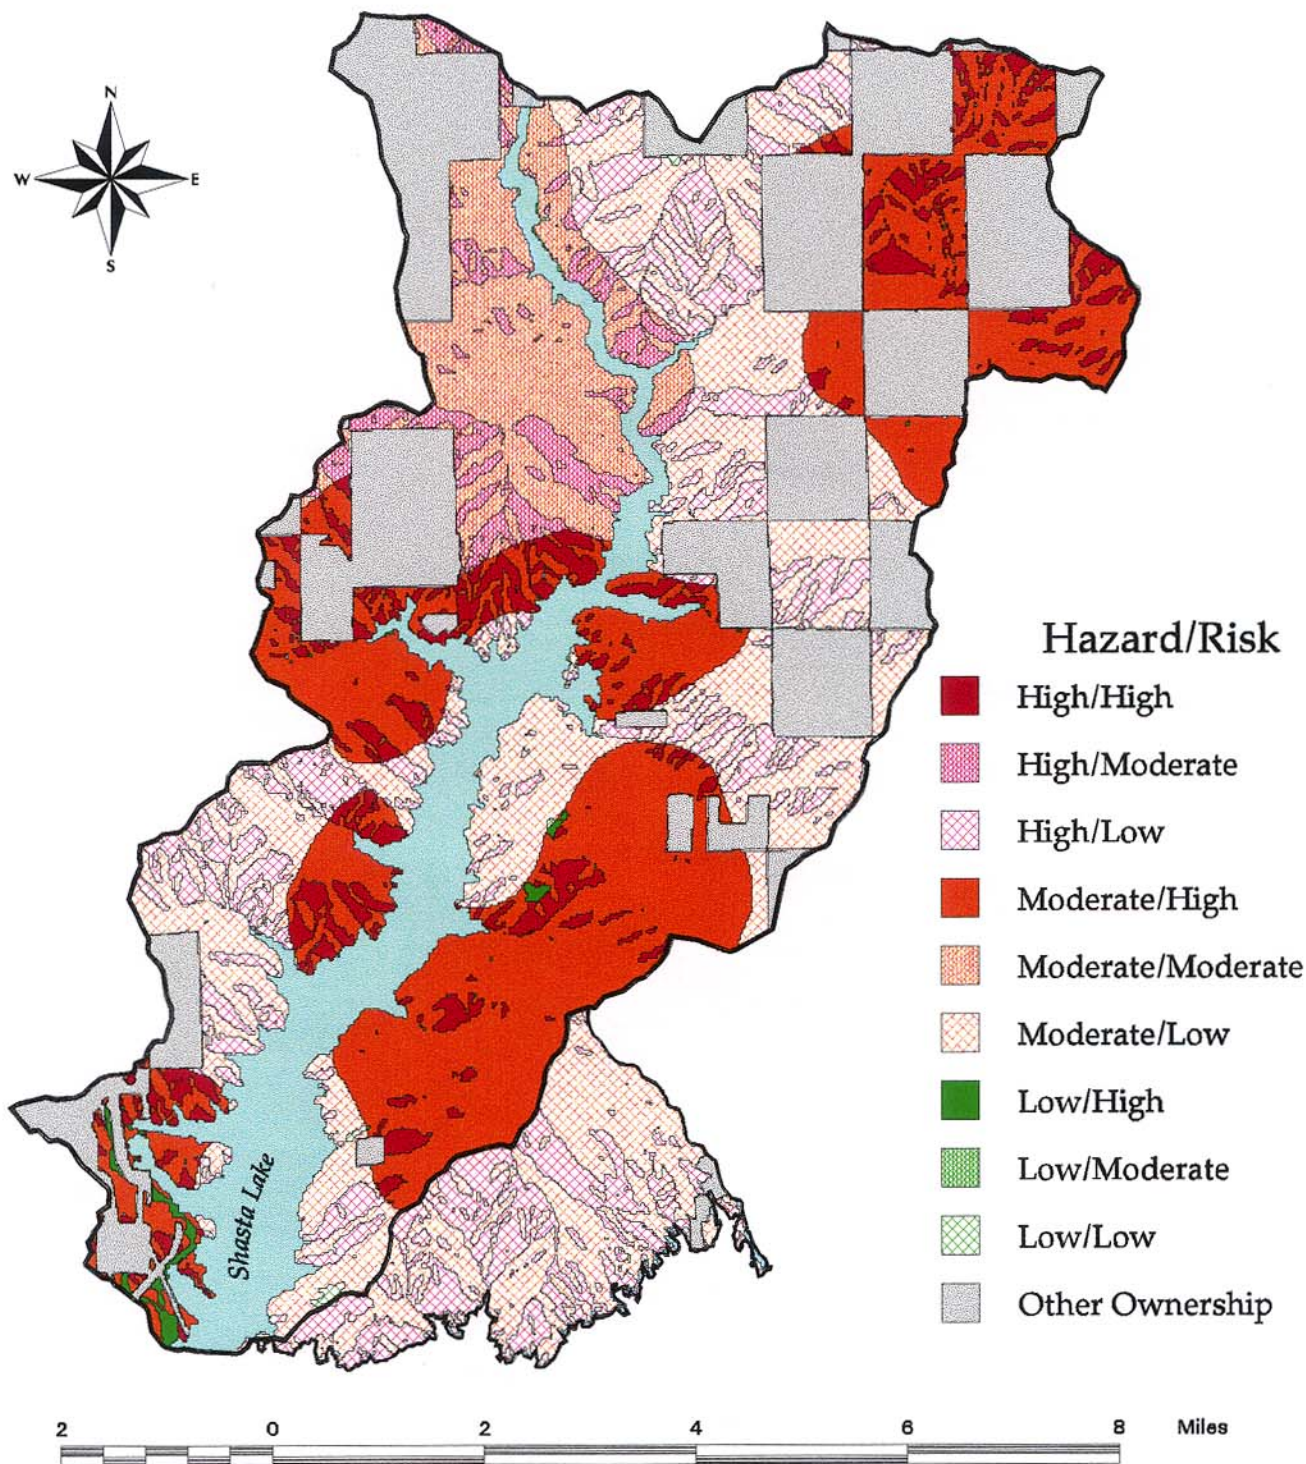 N
W E
S
Hazard/Risk
High/High
High/Moderate
High/Low
Moderate/High
Moderate/Moderate
Moderate/Low
Low/High
Low/Moderate
Low/Low
Other Ownership
Shasta Lake
2 0 2 4 6 8 Miles